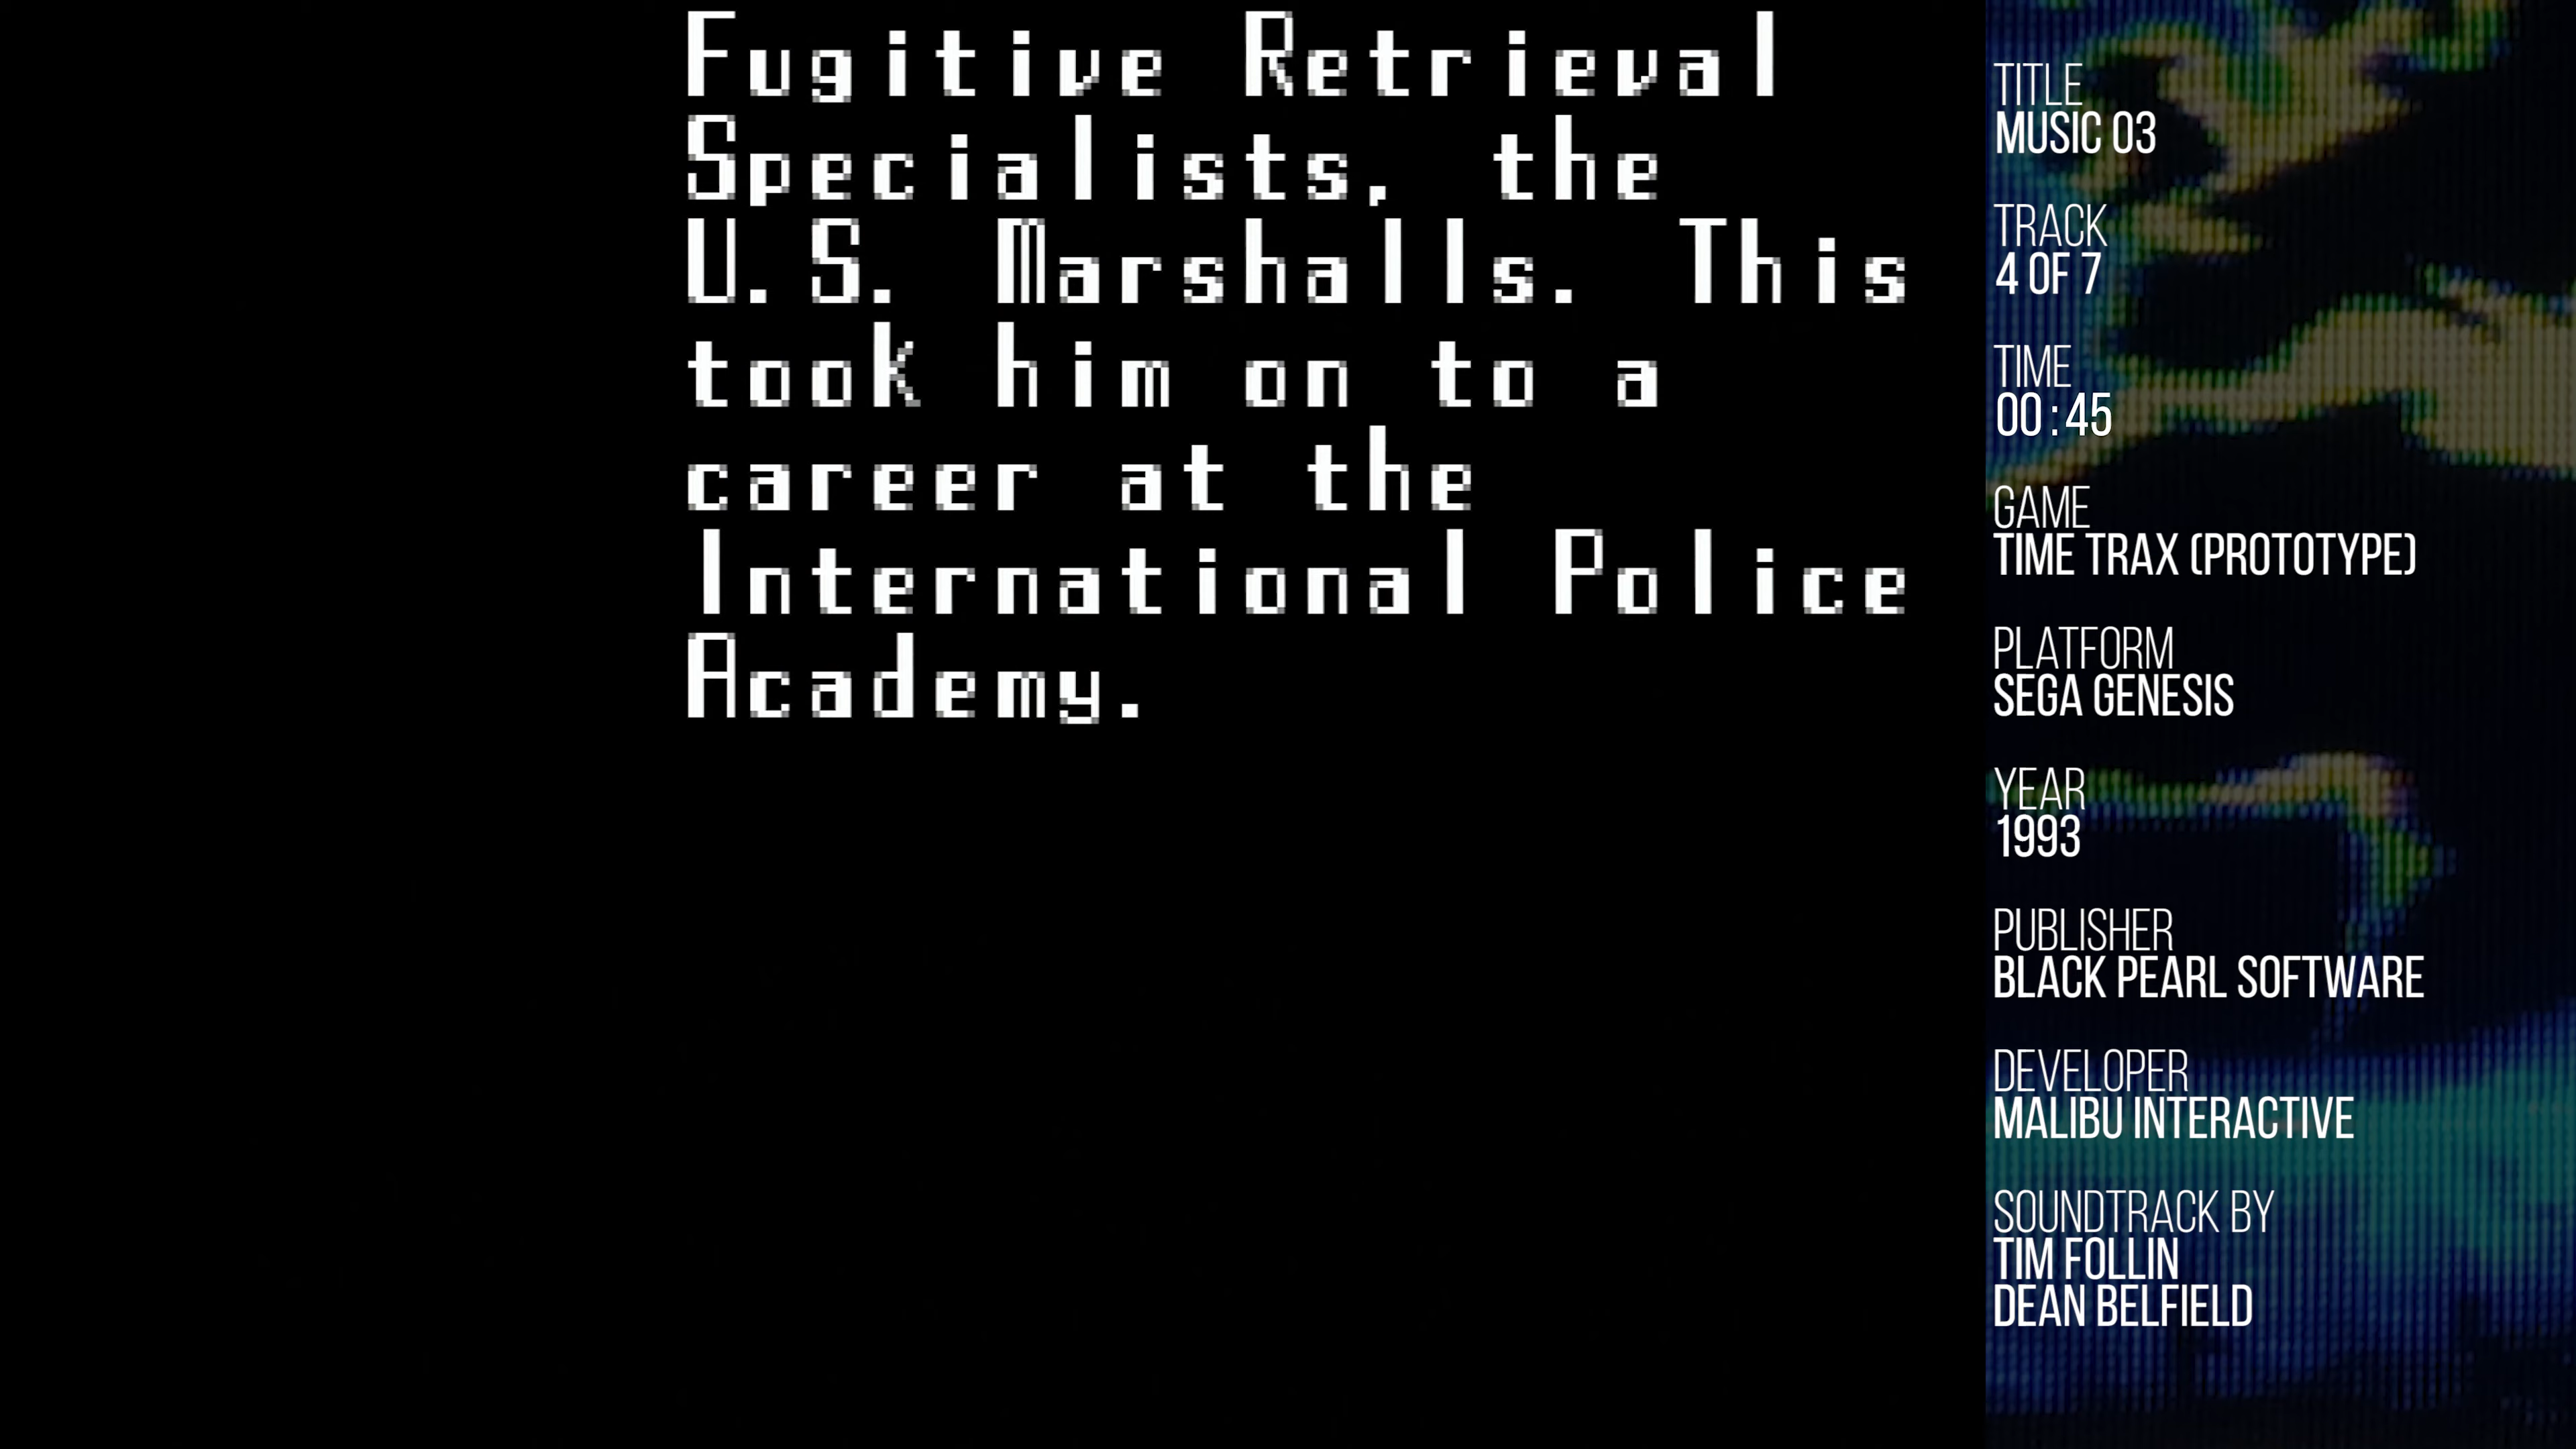 Fugitive Retrieval
Specialists, the
U.S. Marshalls. This
took him on to a
career at the
International Police
Academy.
TITLE
MUSIC 03
TRACK
4 OF 7
TIME
00:45
GAME
TIME TRAX (PROTOTYPE)
PLATFORM
SEGA GENESIS
YEAR
1993
PUBLISHER
BLACK PEARL SOFTWARE
DEVELOPER
MALIBU INTERACTIVE
SOUNDTRACK BY
TIM FOLLIN
DEAN BELFIELD